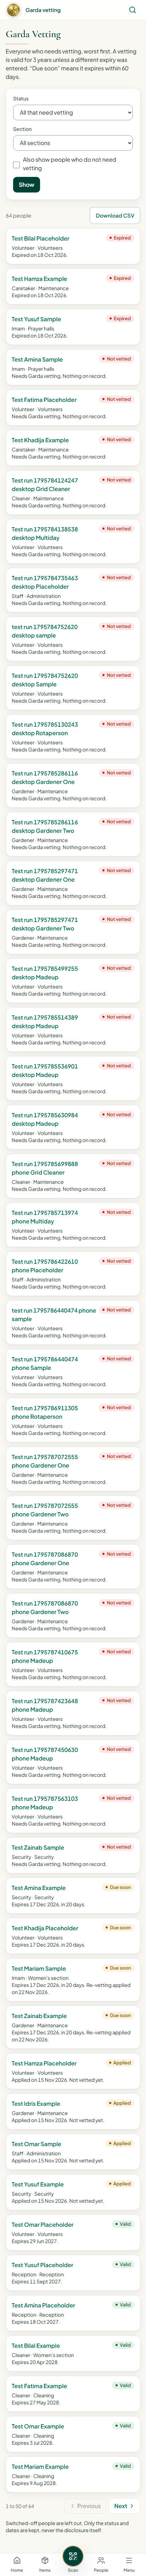 Garda vetting
Garda Vetting
Everyone who needs vetting, worst first. A vetting
is valid for 3 years unless a different expiry was
entered. "Due soon" means it expires within 60
days.
Status
All that need vetting
Section
All sections
Also show people who do not need
vetting
Show
64 people
Download CSV
Test Bilal Placeholder
Expired
Volunteer · Volunteers
Expired on 18 Oct 2026.
Test Hamza Example
Expired
Caretaker · Maintenance
Expired on 18 Oct 2026.
Test Yusuf Sample
Expired
Imam · Prayer halls
Expired on 18 Oct 2026.
Test Amina Sample
Not vetted
Imam · Prayer halls
Needs Garda vetting. Nothing on record.
Test Fatima Placeholder
Not vetted
Volunteer · Volunteers
Needs Garda vetting. Nothing on record.
Test Khadija Example
Not vetted
Caretaker · Maintenance
Needs Garda vetting. Nothing on record.
Test run 1795784124247
Not vetted
desktop Grid Cleaner
Cleaner · Maintenance
Needs Garda vetting. Nothing on record.
Test run 1795784138538
Not vetted
desktop Multiday
Volunteer · Volunteers
Needs Garda vetting. Nothing on record.
Test run 1795784735463
Not vetted
desktop Placeholder
Staff · Administration
Needs Garda vetting. Nothing on record.
test run 1795784752620
Not vetted
desktop sample
Volunteer · Volunteers
Needs Garda vetting. Nothing on record.
Test run 1795784752620
Not vetted
desktop Sample
Volunteer · Volunteers
Needs Garda vetting. Nothing on record.
Test run 1795785130243
Not vetted
desktop Rotaperson
Volunteer · Volunteers
Needs Garda vetting. Nothing on record.
Test run 1795785286116
Not vetted
desktop Gardener One
Gardener · Maintenance
Needs Garda vetting. Nothing on record.
Test run 1795785286116
Not vetted
desktop Gardener Two
Gardener · Maintenance
Needs Garda vetting. Nothing on record.
Test run 1795785297471
Not vetted
desktop Gardener One
Gardener · Maintenance
Needs Garda vetting. Nothing on record.
Test run 1795785297471
Not vetted
desktop Gardener Two
Gardener · Maintenance
Needs Garda vetting. Nothing on record.
Test run 1795785499255
Not vetted
desktop Madeup
Volunteer · Volunteers
Needs Garda vetting. Nothing on record.
Test run 1795785514389
Not vetted
desktop Madeup
Volunteer · Volunteers
Needs Garda vetting. Nothing on record.
Test run 1795785536901
Not vetted
desktop Madeup
Volunteer · Volunteers
Needs Garda vetting. Nothing on record.
Test run 1795785630984
Not vetted
desktop Madeup
Volunteer · Volunteers
Needs Garda vetting. Nothing on record.
Test run 1795785699888
Not vetted
phone Grid Cleaner
Cleaner · Maintenance
Needs Garda vetting. Nothing on record.
Test run 1795785713974
Not vetted
phone Multiday
Volunteer · Volunteers
Needs Garda vetting. Nothing on record.
Test run 1795786422610
Not vetted
phone Placeholder
Staff · Administration
Needs Garda vetting. Nothing on record.
test run 1795786440474 phone
Not vetted
sample
Volunteer · Volunteers
Needs Garda vetting. Nothing on record.
Test run 1795786440474
Not vetted
phone Sample
Volunteer · Volunteers
Needs Garda vetting. Nothing on record.
Test run 1795786911305
Not vetted
phone Rotaperson
Volunteer · Volunteers
Needs Garda vetting. Nothing on record.
Test run 1795787072555
Not vetted
phone Gardener One
Gardener · Maintenance
Needs Garda vetting. Nothing on record.
Test run 1795787072555
Not vetted
phone Gardener Two
Gardener · Maintenance
Needs Garda vetting. Nothing on record.
Test run 1795787086870
Not vetted
phone Gardener One
Gardener · Maintenance
Needs Garda vetting. Nothing on record.
Test run 1795787086870
Not vetted
phone Gardener Two
Gardener · Maintenance
Needs Garda vetting. Nothing on record.
Test run 1795787410675
Not vetted
phone Madeup
Volunteer · Volunteers
Needs Garda vetting. Nothing on record.
Test run 1795787423648
Not vetted
phone Madeup
Volunteer · Volunteers
Needs Garda vetting. Nothing on record.
Test run 1795787450630
Not vetted
phone Madeup
Volunteer · Volunteers
Needs Garda vetting. Nothing on record.
Test run 1795787563103
Not vetted
phone Madeup
Volunteer · Volunteers
Needs Garda vetting. Nothing on record.
Test Zainab Sample
Not vetted
Security · Security
Needs Garda vetting. Nothing on record.
Test Amina Example
Due soon
Security · Security
Expires 17 Dec 2026, in 20 days.
Test Khadija Placeholder
Due soon
Volunteer · Volunteers
Expires 17 Dec 2026, in 20 days.
Test Mariam Sample
Due soon
Imam · Women's section
Expires 17 Dec 2026, in 20 days. Re-vetting applied
on 22 Nov 2026.
Test Zainab Example
Due soon
Gardener · Maintenance
Expires 17 Dec 2026, in 20 days. Re-vetting applied
on 22 Nov 2026.
Test Hamza Placeholder
Applied
Volunteer · Volunteers
Applied on 15 Nov 2026. Not vetted yet.
Test Idris Example
Applied
Gardener · Maintenance
Applied on 15 Nov 2026. Not vetted yet.
Test Omar Sample
Applied
Staff · Administration
Applied on 15 Nov 2026. Not vetted yet.
Test Yusuf Example
Applied
Security · Security
Applied on 15 Nov 2026. Not vetted yet.
Test Omar Placeholder
Valid
Volunteer · Volunteers
Expires 29 Jun 2027.
Test Yusuf Placeholder
Valid
Reception · Reception
Expires 11 Sept 2027.
Test Amina Placeholder
Valid
Reception · Reception
Expires 18 Oct 2027.
Test Bilal Example
Valid
Cleaner · Women's section
Expires 20 Apr 2028.
Test Fatima Example
Valid
Cleaner · Cleaning
Expires 27 May 2028.
Test Omar Example
Valid
Cleaner · Cleaning
Expires 3 Jul 2028.
Test Mariam Example
Valid
Cleaner · Cleaning
Expires 9 Aug 2028.
1 to 50 of 64
Previous
Next
Switched-off people are left out. Only the status and
dates are kept, never the disclosure itself.
Home
Items
Scan
People
Menu